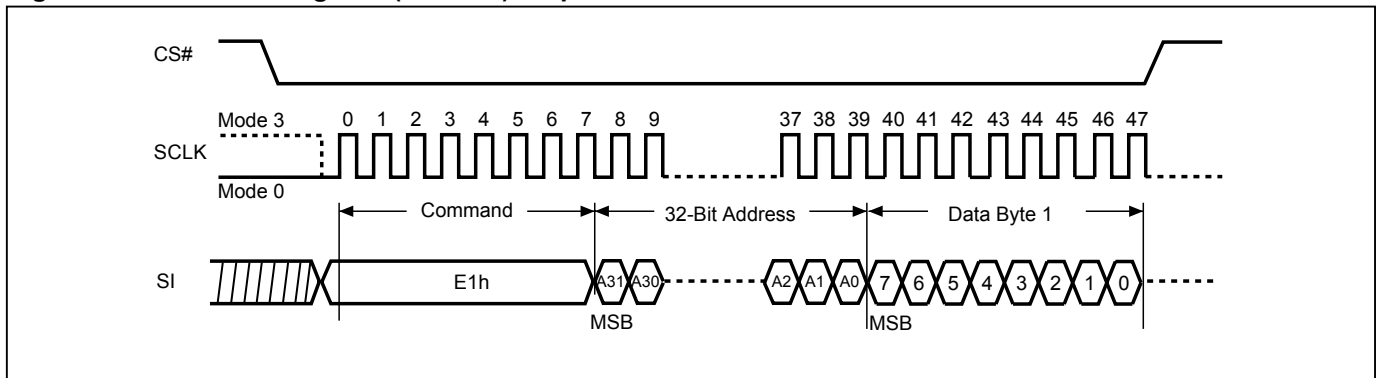 CS#
Mode 3 0 1 2 3 4 5 6 7 8 9 37 38 39 40 41 42 43 44 45 46 47
SCLK
Mode 0
Command 32-Bit Address Data Byte 1
SI E1h A31 A30 A2 A1 A0 7 6 5 4 3 2 1 0
MSB MSB